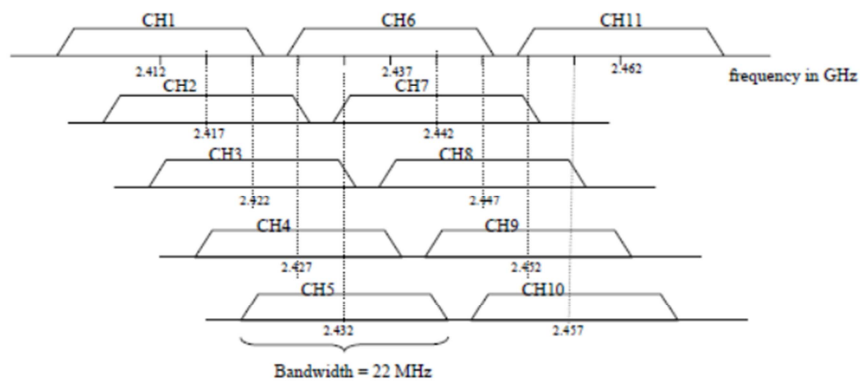 CH1 CH6 CH11
2.412 2.437 2.462
frequency in GHz
CH2 CH7
2.417 2.442
CH3 CH8
2.422 2.447
CH4 CH9
2.427 2.452
CH5 CH10
2.432 2.457
Bandwidth = 22 MHz